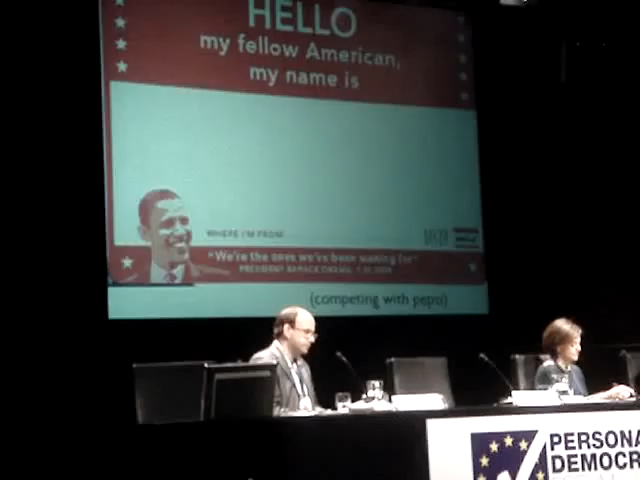 HELLO
my fellow American,
my name is
WHERE I'M FROM
"We're the ones we've been waiting for"
PRESIDENT BARACK OBAMA
(competing with pepsi)
PERSONA
DEMOCR